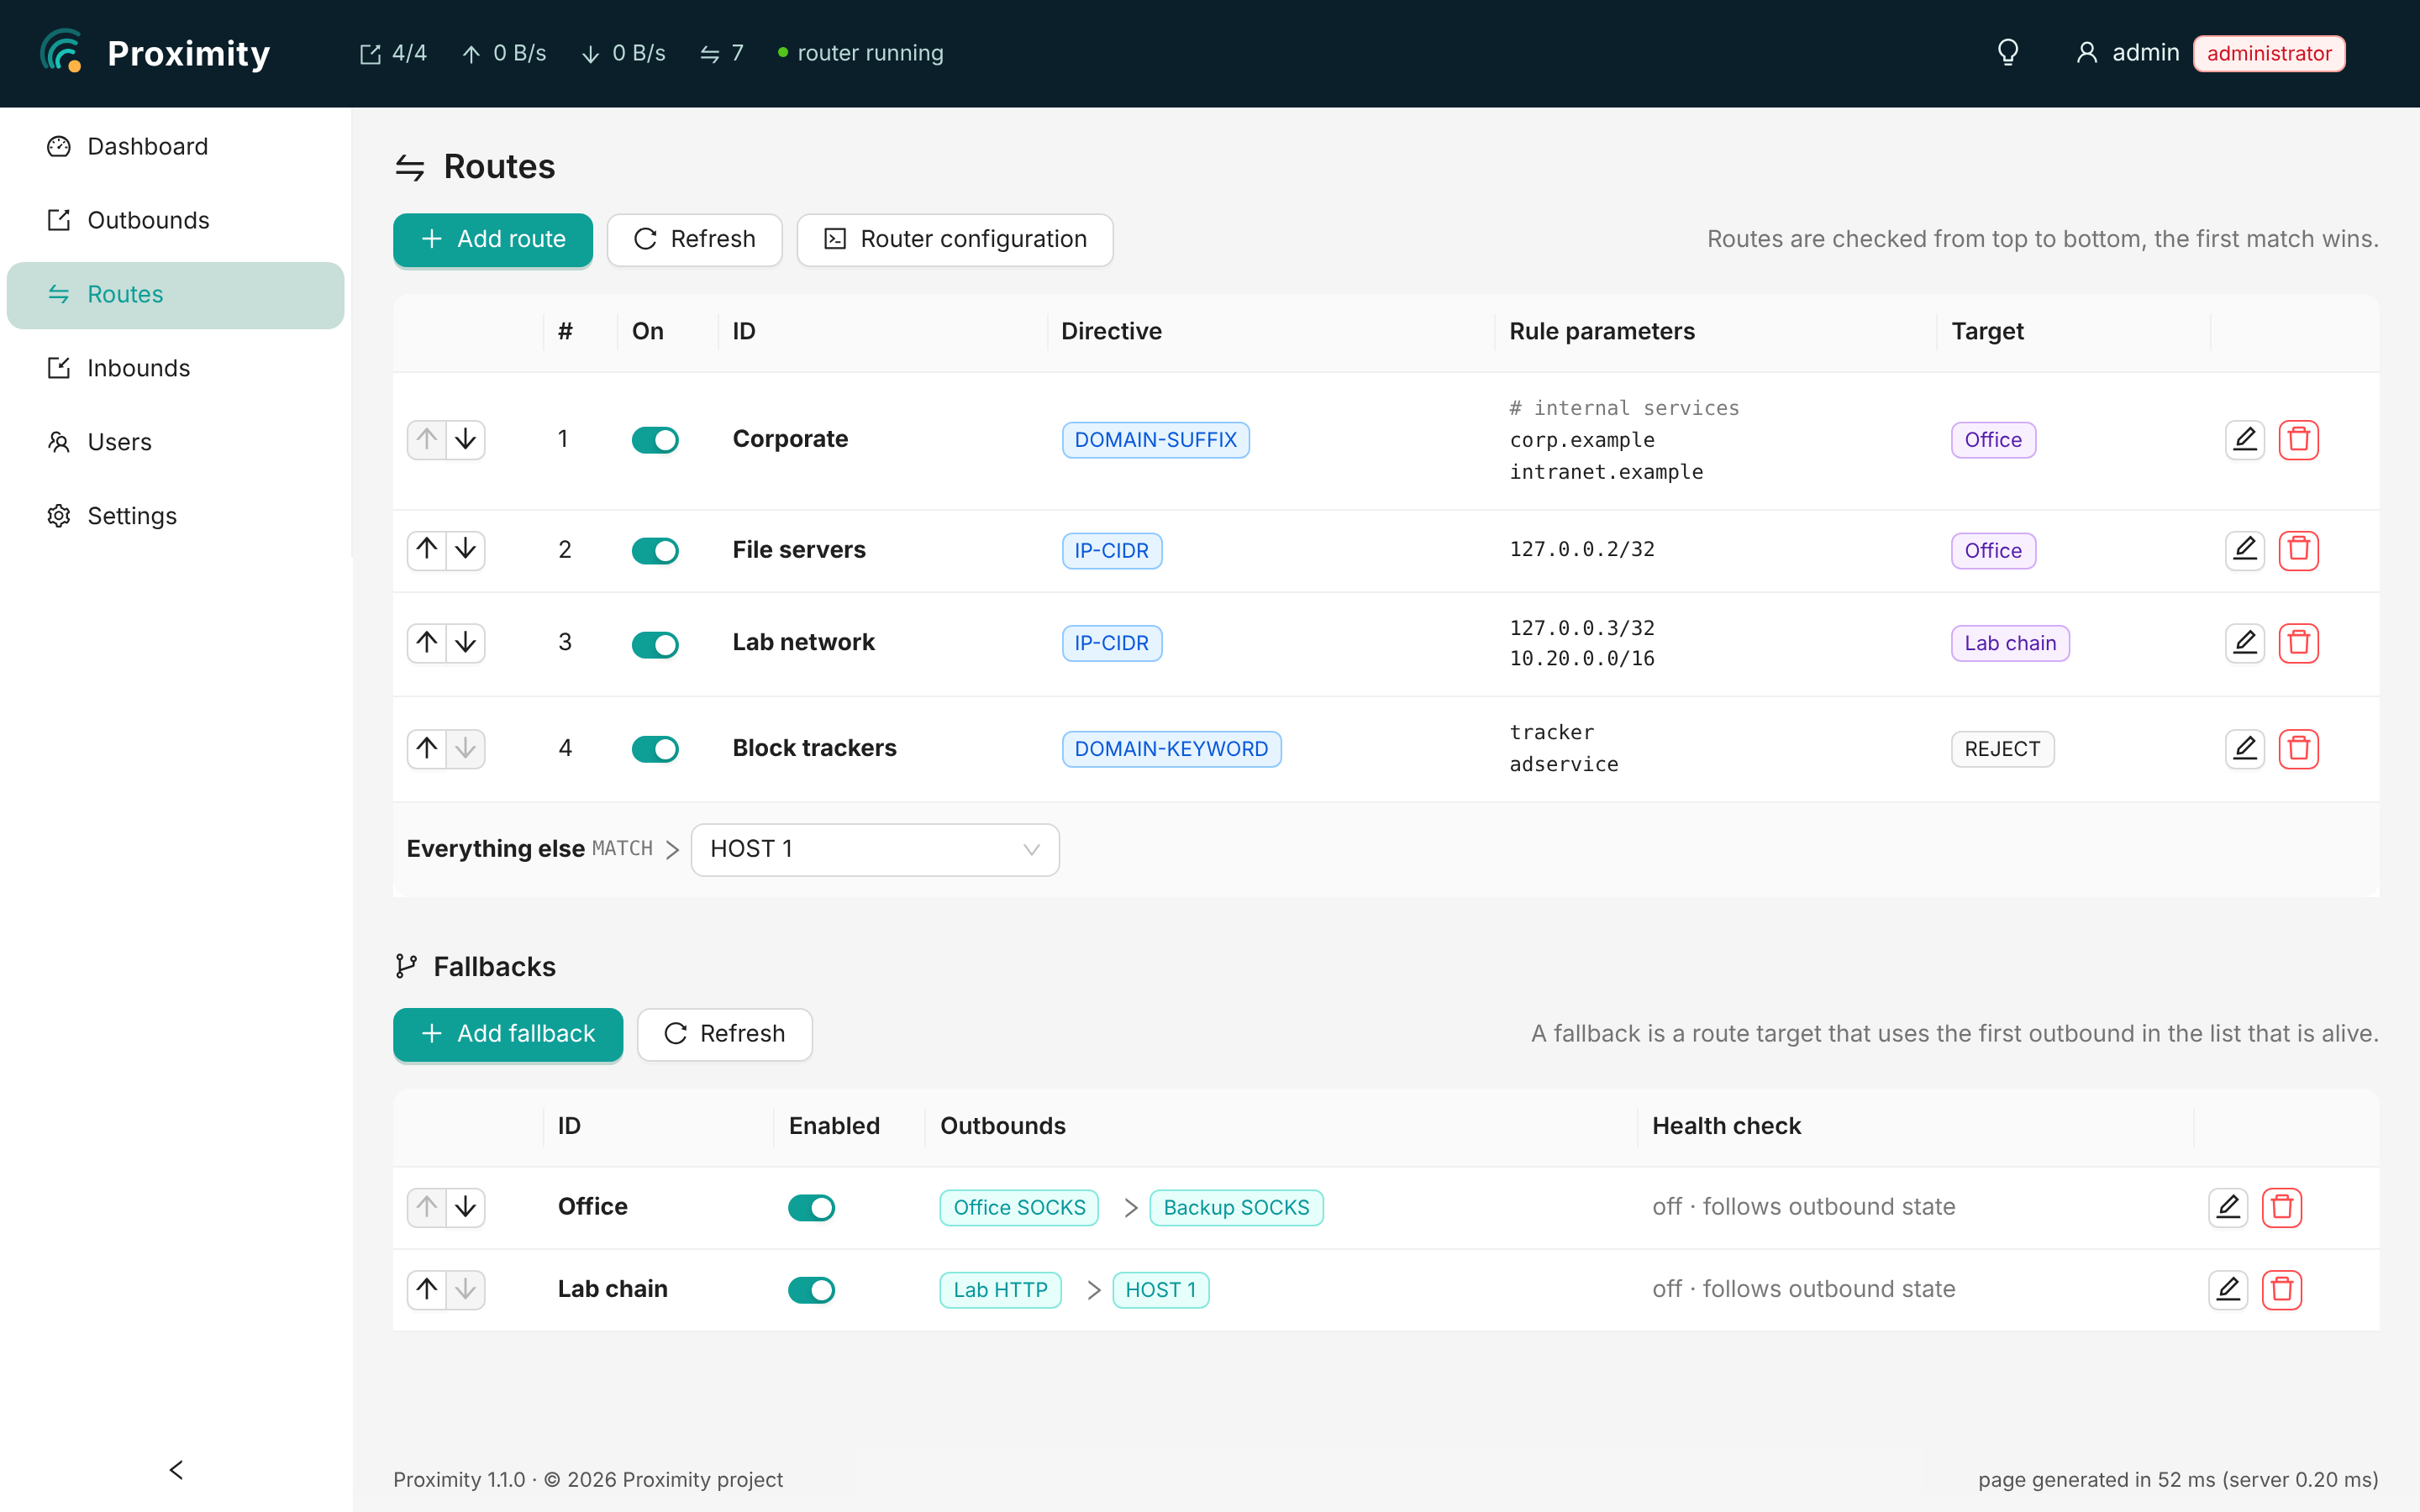 Proximity
4/4 0 B/s 0 B/s 7 router running
admin administrator
Dashboard
Outbounds
Routes
Inbounds
Users
Settings
Routes
Add route Refresh Router configuration
Routes are checked from top to bottom, the first match wins.
# On ID Directive Rule parameters Target
1 Corporate DOMAIN-SUFFIX # internal services
corp.example
intranet.example
Office
2 File servers IP-CIDR 127.0.0.2/32 Office
3 Lab network IP-CIDR 127.0.0.3/32
10.20.0.0/16
Lab chain
4 Block trackers DOMAIN-KEYWORD tracker
adservice
REJECT
Everything else MATCH HOST 1
Fallbacks
Add fallback Refresh
A fallback is a route target that uses the first outbound in the list that is alive.
ID Enabled Outbounds Health check
Office Office SOCKS Backup SOCKS off · follows outbound state
Lab chain Lab HTTP HOST 1 off · follows outbound state
Proximity 1.1.0 · © 2026 Proximity project
page generated in 52 ms (server 0.20 ms)